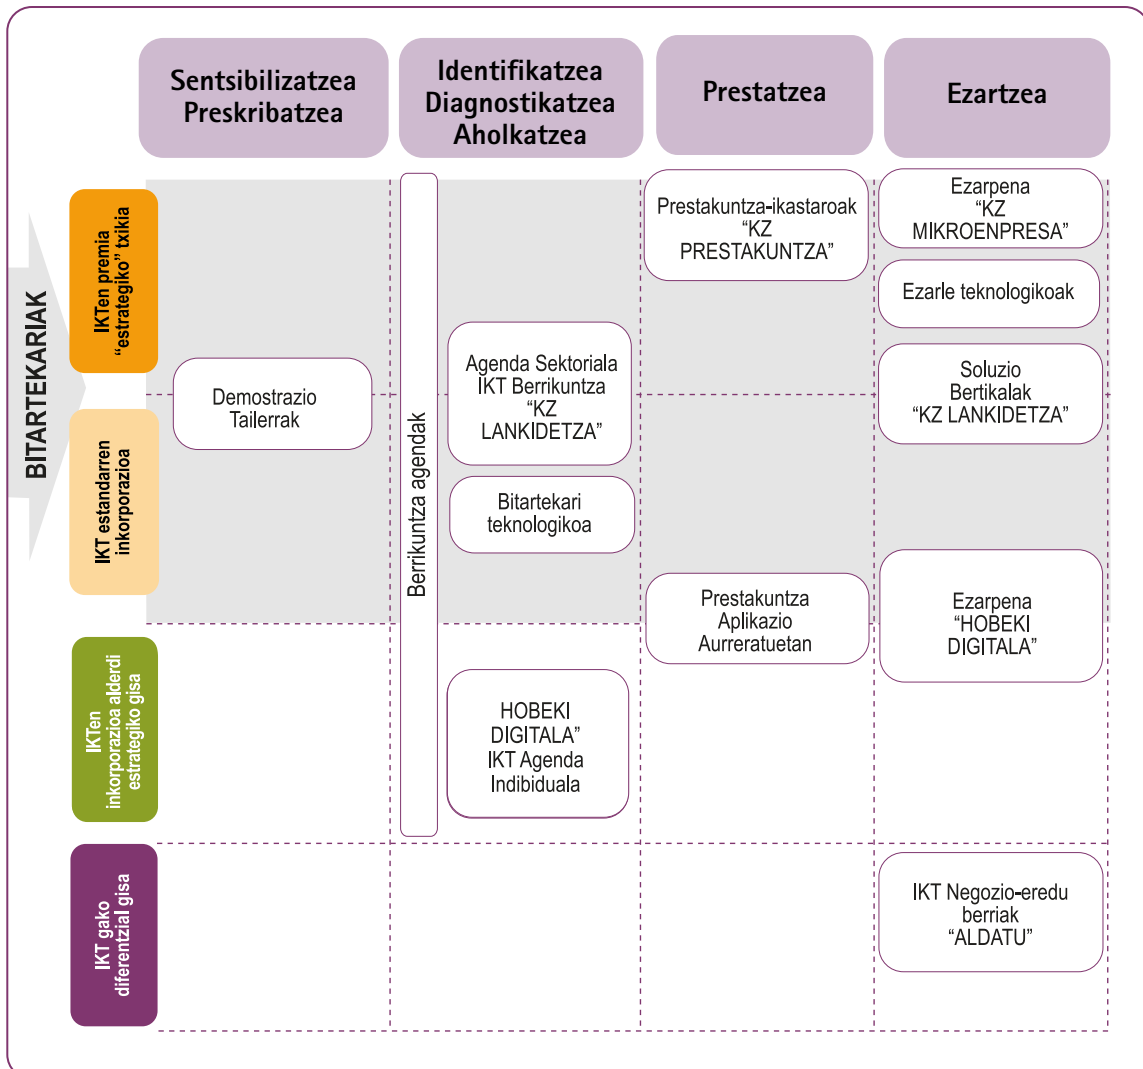 Sentsibilizatzea
Preskribatzea
Identifikatzea
Diagnostikatzea
Aholkatzea
Prestatzea
Ezartzea
BITARTEKARIAK
IKTen premia
“estrategiko” txikia
IKT estandarren
inkorporazioa
IKTen
inkorporazioa alderdi
estrategiko gisa
IKT gako
diferentzial gisa
Demostrazio
Tailerrak
Berrikuntza agendak
Agenda Sektoriala
IKT Berrikuntza
“KZ
LANKIDETZA”
Bitartekari
teknologikoa
HOBEKI
DIGITALA”
IKT Agenda
Indibiduala
Prestakuntza-ikastaroak
“KZ
PRESTAKUNTZA”
Prestakuntza
Aplikazio
Aurreratuetan
Ezarpena
“KZ
MIKROENPRESA”
Ezarle teknologikoak
Soluzio
Bertikalak
“KZ LANKIDETZA”
Ezarpena
“HOBEKI
DIGITALA”
IKT Negozio-eredu
berriak
“ALDATU”